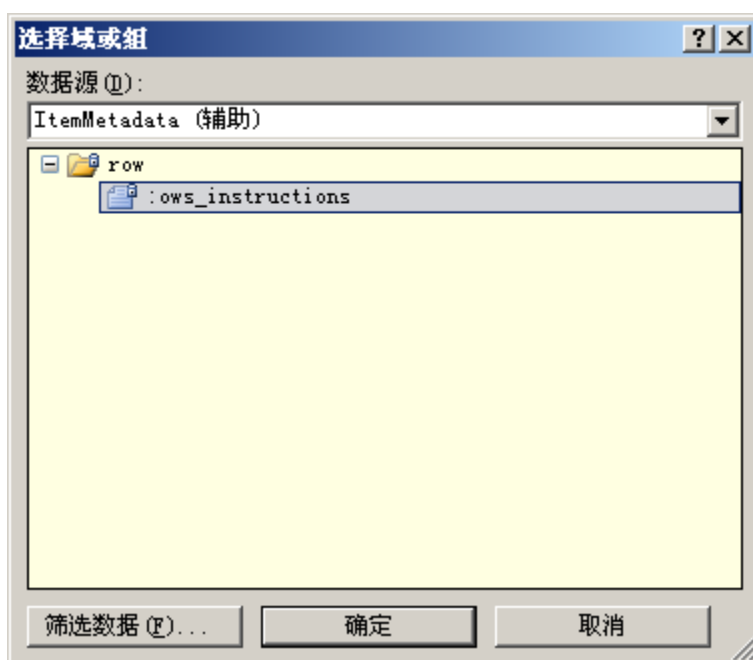 选择域或组
数据源(D):
ItemMetadata (辅助)
row
:ows_instructions
筛选数据(F)... 确定 取消